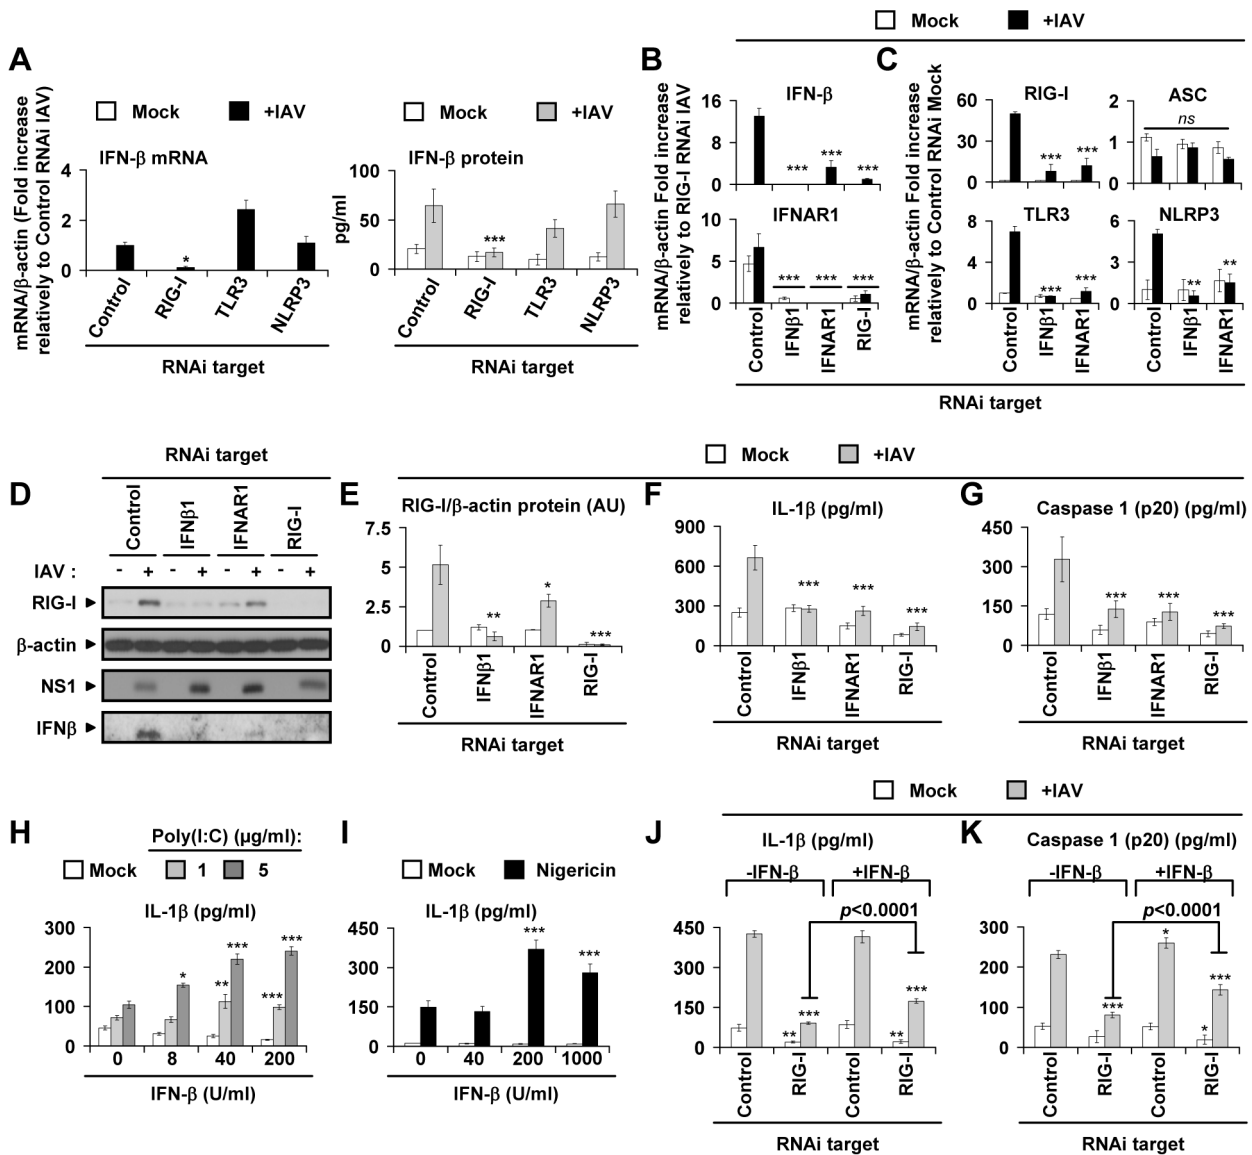 Mock +IAV
A
mRNA/β-actin (Fold increase
relatively to Control RNAi IAV)
Mock +IAV
IFN-β mRNA
4
2
0
*
Control RIG-I TLR3 NLRP3
RNAi target
Mock +IAV
IFN-β protein
pg/ml
100
50
0
***
Control RIG-I TLR3 NLRP3
RNAi target
B
mRNA/β-actin Fold increase
relatively to RIG-I RNAi IAV
IFN-β
16
8
0
*** *** ***
IFNAR1
10
5
0
*** *** ***
Control IFNβ1 IFNAR1 RIG-I
C
mRNA/β-actin Fold increase
relatively to Control RNAi Mock
RIG-I
60
30
0
*** ***
ASC
2
1
0
ns
TLR3
8
4
0
*** ***
Control IFNβ1 IFNAR1
NLRP3
6
3
0
** **
Control IFNβ1 IFNAR1
RNAi target
D
RNAi target
Control IFNβ1 IFNAR1 RIG-I
IAV : - + - + - + - +
RIG-I
β-actin
NS1
IFNβ
Mock +IAV
E
RIG-I/β-actin protein (AU)
7.5
5
2.5
0
** * ***
Control IFNβ1 IFNAR1 RIG-I
RNAi target
F
IL-1β (pg/ml)
900
600
300
0
*** *** ***
Control IFNβ1 IFNAR1 RIG-I
RNAi target
G
Caspase 1 (p20) (pg/ml)
450
300
150
0
*** *** ***
Control IFNβ1 IFNAR1 RIG-I
RNAi target
H
Poly(I:C) (μg/ml):
Mock 1 5
IL-1β (pg/ml)
300
200
100
0
* ** *** *** ***
0 8 40 200
IFN-β (U/ml)
I
Mock Nigericin
IL-1β (pg/ml)
450
300
150
0
*** ***
0 40 200 1000
IFN-β (U/ml)
Mock +IAV
J
IL-1β (pg/ml)
-IFN-β +IFN-β
p<0.0001
450
300
150
0
** *** ** ***
Control RIG-I Control RIG-I
RNAi target
K
Caspase 1 (p20) (pg/ml)
-IFN-β +IFN-β
p<0.0001
300
200
100
0
*** * * ***
Control RIG-I Control RIG-I
RNAi target